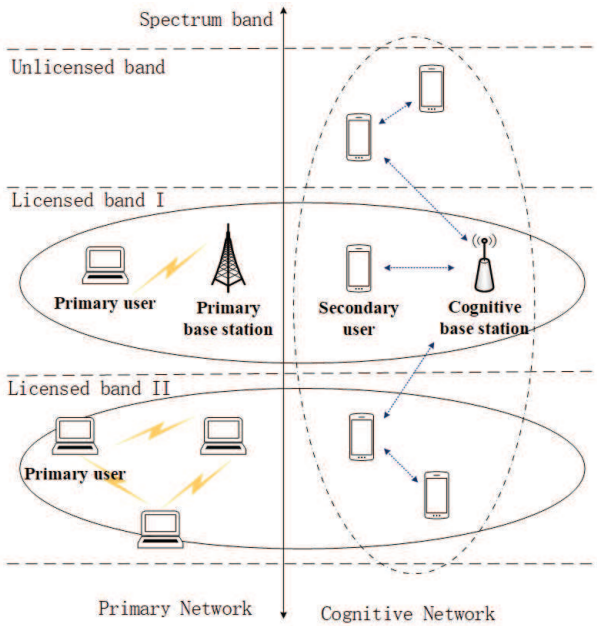 Spectrum band
Unlicensed band
Licensed band I
Primary user
Primary
base station
Secondary
user
Cognitive
base station
Licensed band II
Primary user
Primary Network
Cognitive Network